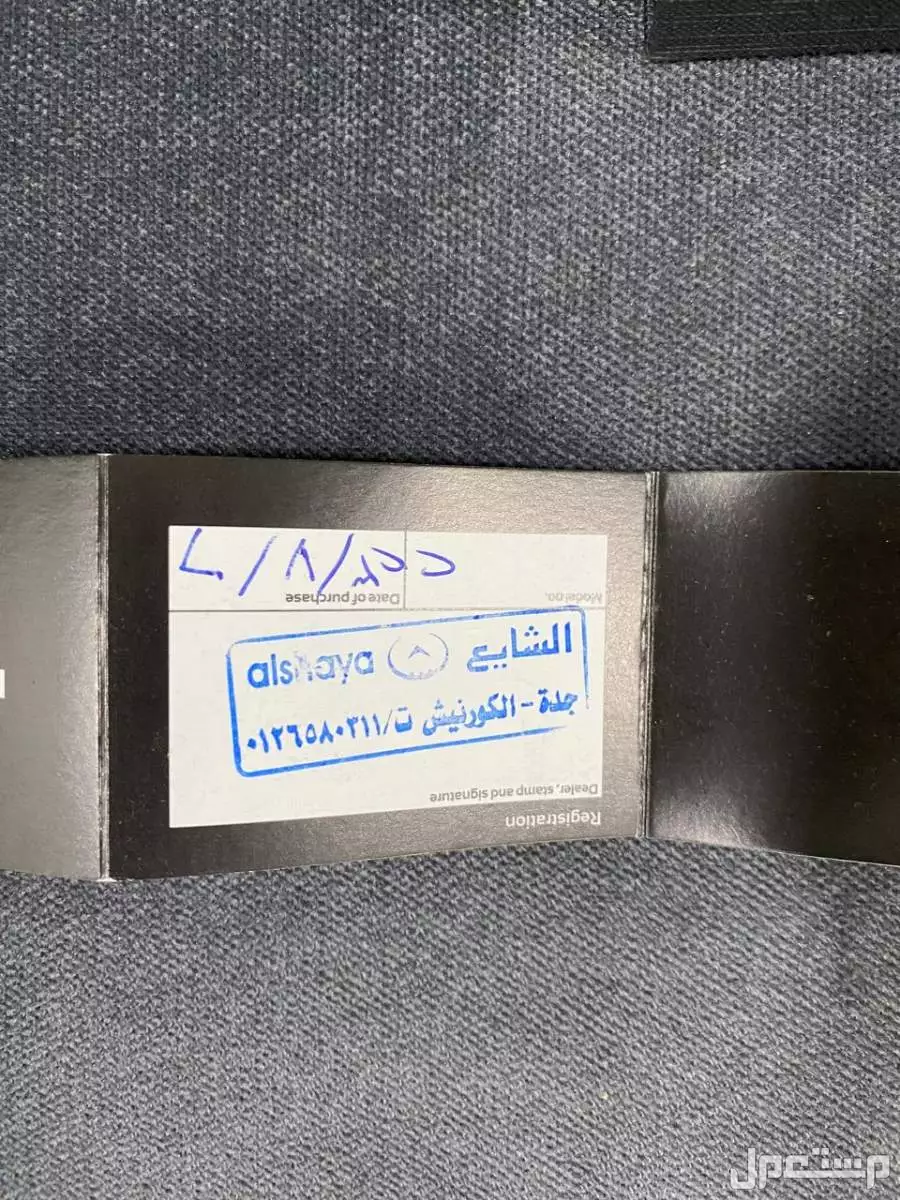 Registration
Dealer, stamp and signature
الشايع alshaya
جدة - الكورنيش ت/٠١٢٦٥٨٠٣١١
Model no.
Date of purchase
مستعمل